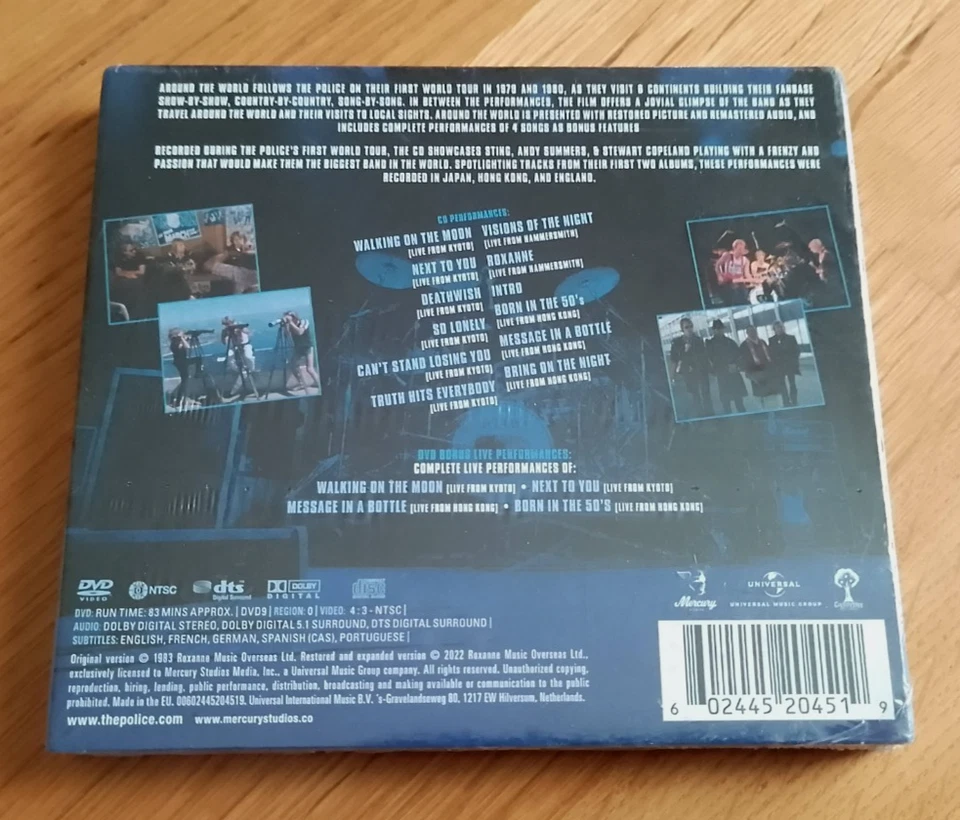 AROUND THE WORLD FOLLOWS THE POLICE ON THEIR FIRST WORLD TOUR IN 1979 AND 1980, AS THEY VISIT 6 CONTINENTS BUILDING THEIR FANBASE
SHOW-BY-SHOW, COUNTRY-BY-COUNTRY, SONG-BY-SONG. IN BETWEEN THE PERFORMANCES, THE FILM OFFERS A JOVIAL GLIMPSE OF THE BAND AS THEY
TRAVEL AROUND THE WORLD AND THEIR VISITS TO LOCAL SIGHTS. AROUND THE WORLD IS PRESENTED WITH RESTORED PICTURE AND REMASTERED AUDIO, AND
INCLUDES COMPLETE PERFORMANCES OF 4 SONGS AS BONUS FEATURES
RECORDED DURING THE POLICE'S FIRST WORLD TOUR, THE CD SHOWCASES STING, ANDY SUMMERS, & STEWART COPELAND PLAYING WITH A FRENZY AND
PASSION THAT WOULD MAKE THEM THE BIGGEST BAND IN THE WORLD. SPOTLIGHTING TRACKS FROM THEIR FIRST TWO ALBUMS, THESE PERFORMANCES WERE
RECORDED IN JAPAN, HONG KONG, AND ENGLAND.
CD PERFORMANCES:
WALKING ON THE MOON
[LIVE FROM KYOTO]
NEXT TO YOU
[LIVE FROM KYOTO]
DEATHWISH
[LIVE FROM KYOTO]
SO LONELY
[LIVE FROM KYOTO]
CAN'T STAND LOSING YOU
[LIVE FROM KYOTO]
TRUTH HITS EVERYBODY
[LIVE FROM KYOTO]
VISIONS OF THE NIGHT
[LIVE FROM HAMMERSMITH]
ROXANNE
[LIVE FROM HAMMERSMITH]
INTRO
BORN IN THE 50's
[LIVE FROM HONG KONG]
MESSAGE IN A BOTTLE
[LIVE FROM HONG KONG]
BRING ON THE NIGHT
[LIVE FROM HONG KONG]
DVD BONUS LIVE PERFORMANCES:
COMPLETE LIVE PERFORMANCES OF:
WALKING ON THE MOON [LIVE FROM KYOTO] • NEXT TO YOU [LIVE FROM KYOTO]
MESSAGE IN A BOTTLE [LIVE FROM HONG KONG] • BORN IN THE 50'S [LIVE FROM HONG KONG]
DVD VIDEO NTSC dts Digital Surround DOLBY DIGITAL disc
Mercury UNIVERSAL UNIVERSAL MUSIC GROUP
DVD: RUN TIME: 83 MINS APPROX. | DVD9 | REGION: 0 | VIDEO: 4:3 - NTSC |
AUDIO: DOLBY DIGITAL STEREO, DOLBY DIGITAL 5.1 SURROUND, DTS DIGITAL SURROUND |
SUBTITLES: ENGLISH, FRENCH, GERMAN, SPANISH (CAS), PORTUGUESE |
Original version © 1983 Roxanne Music Overseas Ltd. Restored and expanded version © 2022 Roxanne Music Overseas Ltd.,
exclusively licensed to Mercury Studios Media, Inc., a Universal Music Group company. All rights reserved. Unauthorized copying,
reproduction, hiring, lending, public performance, distribution, broadcasting and making available or communication to the public
prohibited. Made in the EU. 00602445204519. Universal International Music B.V. 's-Gravelandseweg 80, 1217 EW Hilversum, Netherlands.
www.thepolice.com www.mercurystudios.co
6 02445 20451 9